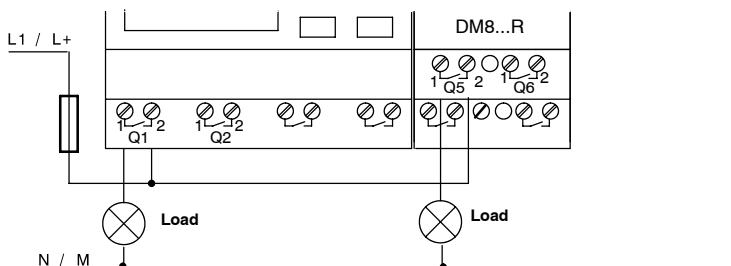 DM8...R
L1 / L+
1 Q5 2 1 Q6 2
1 Q1 2 1 Q2 2
Load
Load
N / M